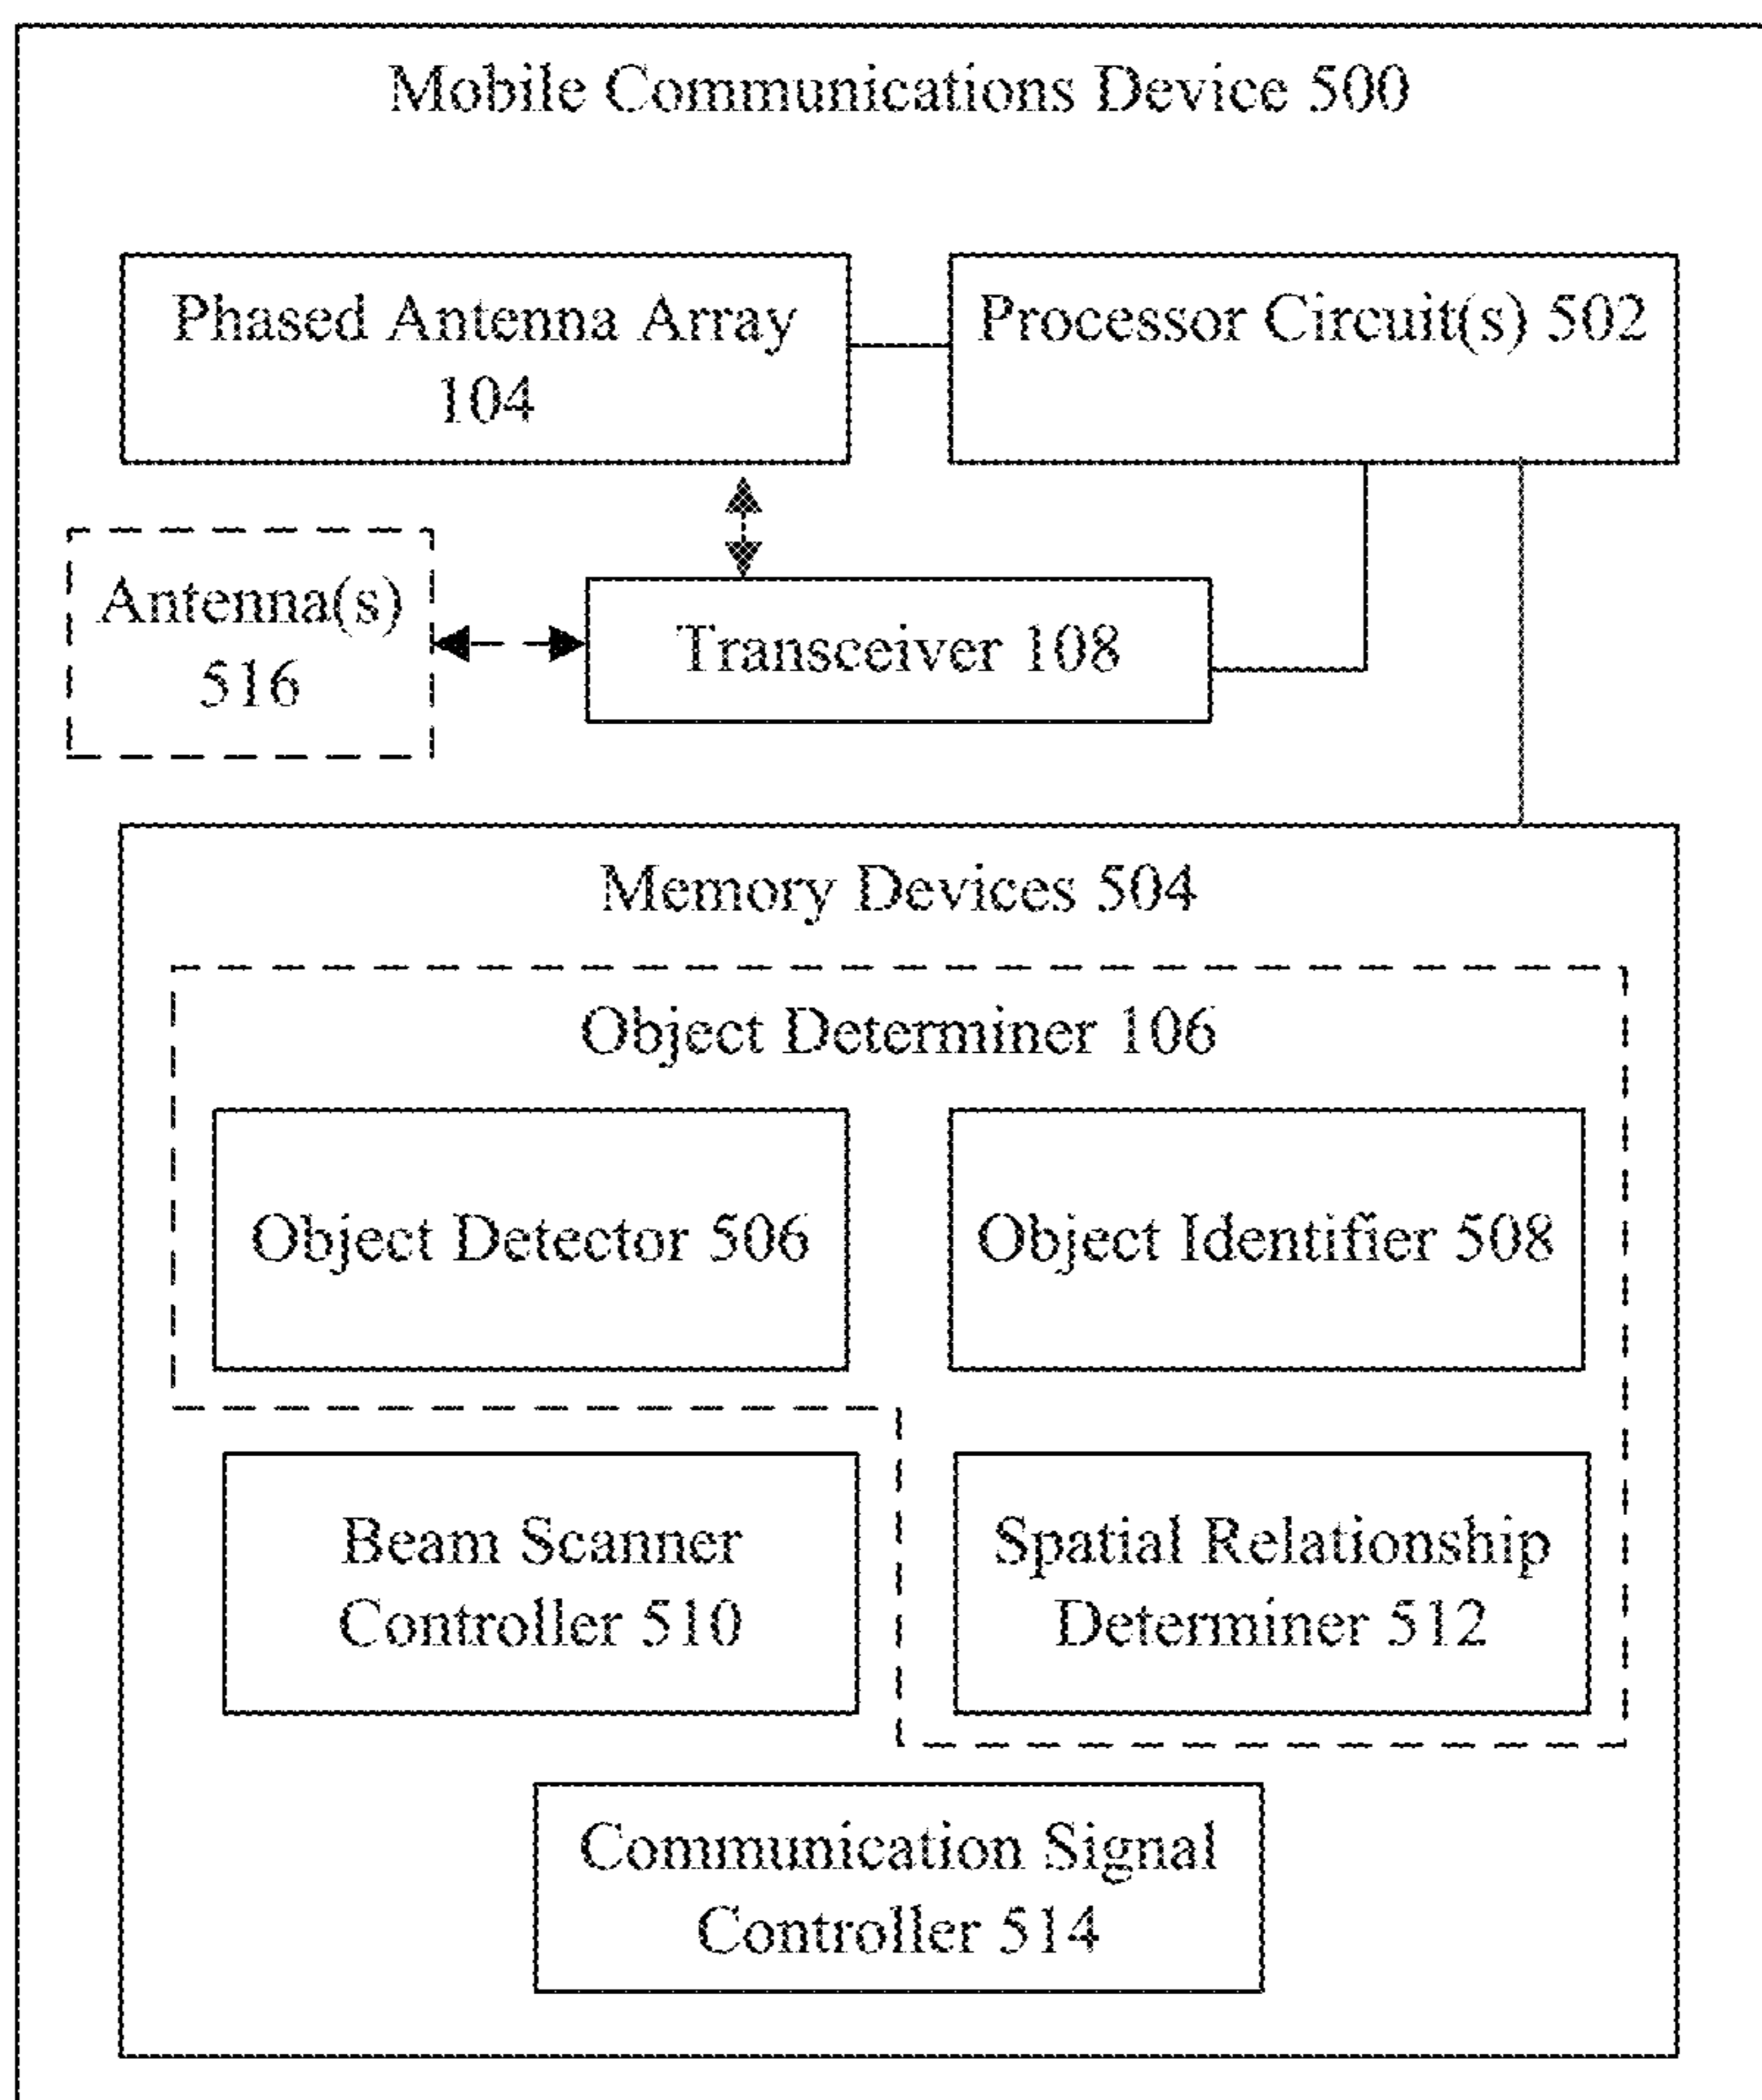 Mobile Communications Device 500
Phased Antenna Array
104
Processor Circuit(s) 502
Antenna(s)
516
Transceiver 108
Memory Devices 504
Object Determiner 106
Object Detector 506
Object Identifier 508
Beam Scanner
Controller 510
Spatial Relationship
Determiner 512
Communication Signal
Controller 514